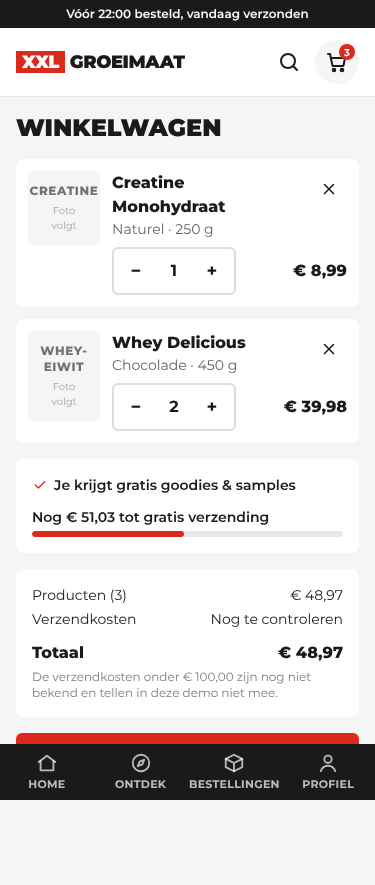 Vóór 22:00 besteld, vandaag verzonden
XXL GROEIMAAT
3
WINKELWAGEN
CREATINE
Foto
volgt
Creatine
Monohydraat
Naturel · 250 g
− 1 + € 8,99
WHEY-
EIWIT
Foto
volgt
Whey Delicious
Chocolade · 450 g
− 2 + € 39,98
Je krijgt gratis goodies & samples
Nog € 51,03 tot gratis verzending
Producten (3) € 48,97
Verzendkosten Nog te controleren
Totaal € 48,97
De verzendkosten onder € 100,00 zijn nog niet
bekend en tellen in deze demo niet mee.
HOME ONTDEK BESTELLINGEN PROFIEL